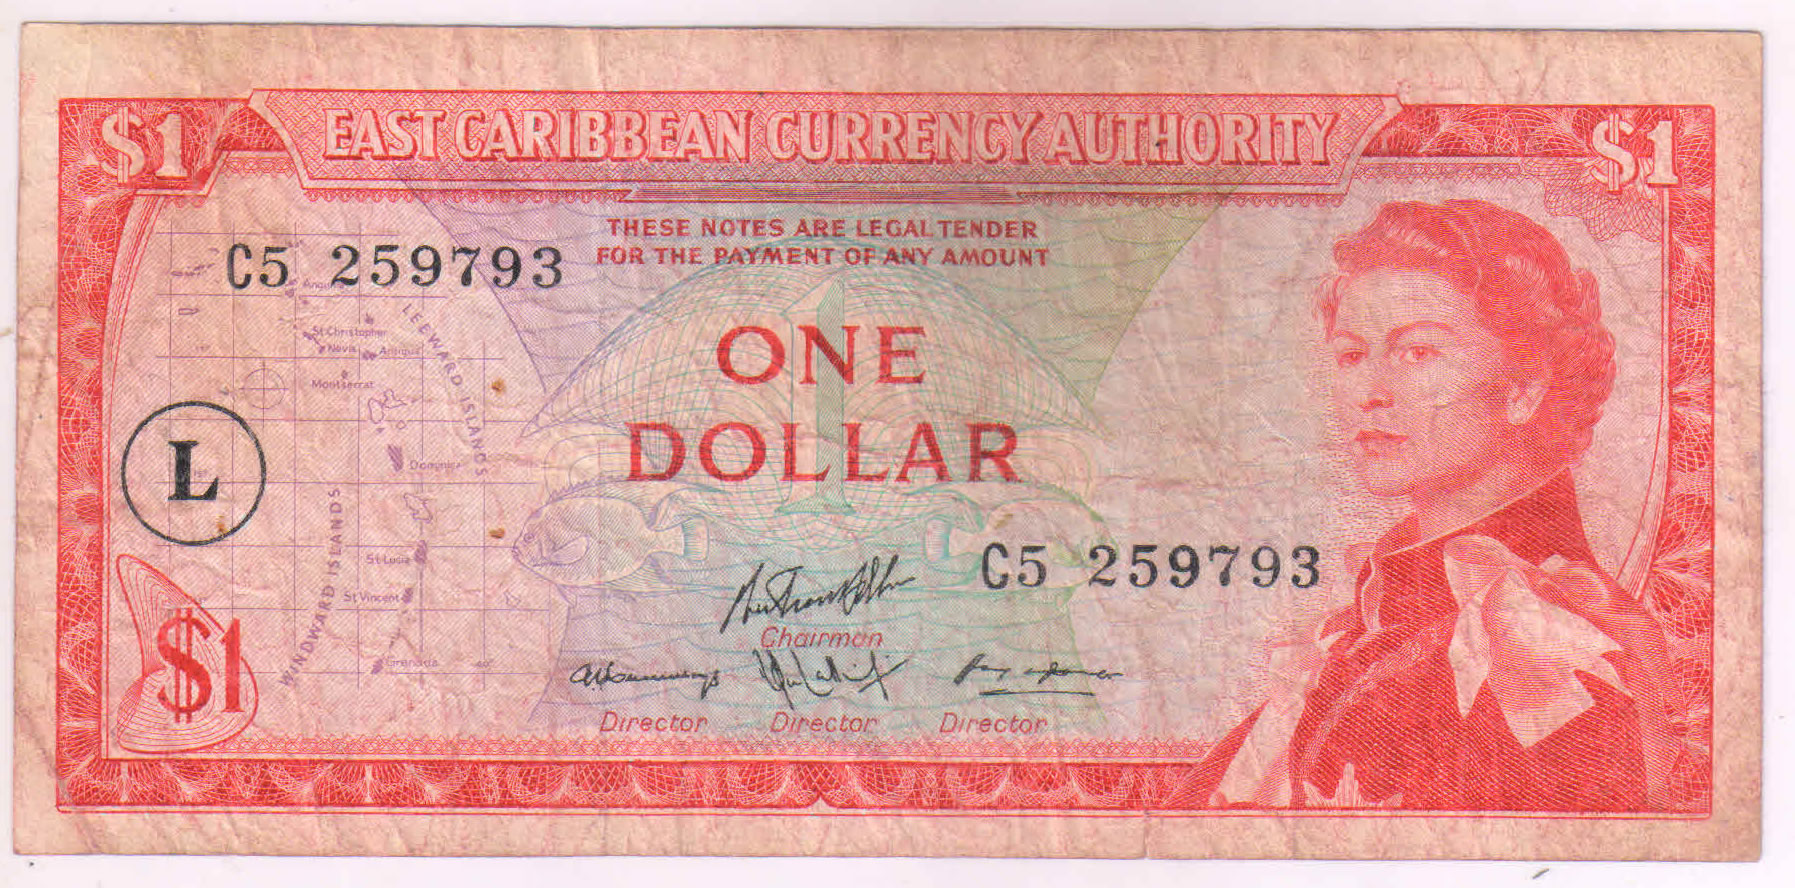 $1 EAST CARIBBEAN CURRENCY AUTHORITY $1
THESE NOTES ARE LEGAL TENDER
FOR THE PAYMENT OF ANY AMOUNT
C5 259793
LEEWARD ISLANDS
St Christopher
Nevis
Antigua
Montserrat
1
ONE
DOLLAR
L
Dominica
WINDWARD ISLANDS
St Lucia
C5 259793
St Vincent
Chairman
Grenada
$1
Director Director Director